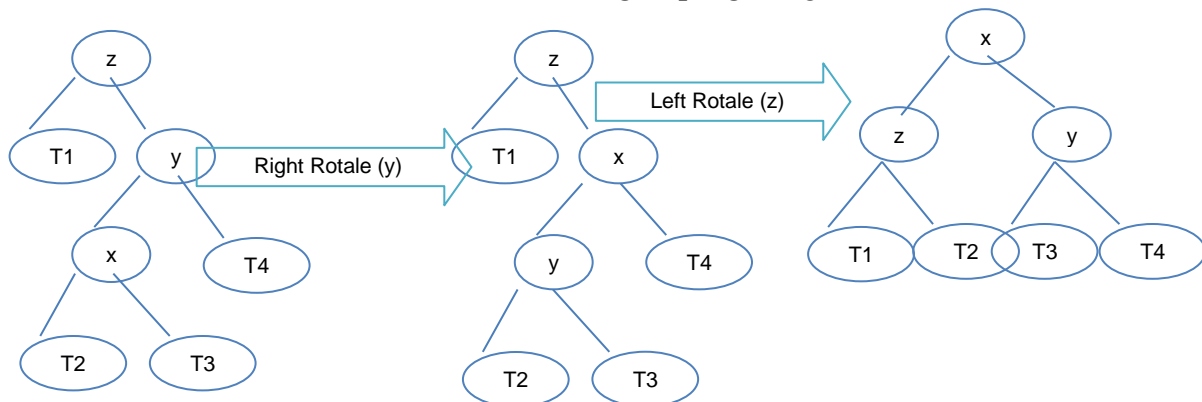 z
T1
y
x
T4
T2
T3
Right Rotale (y)
z
T1
x
y
T4
T2
T3
Left Rotale (z)
x
z
y
T1
T2
T3
T4